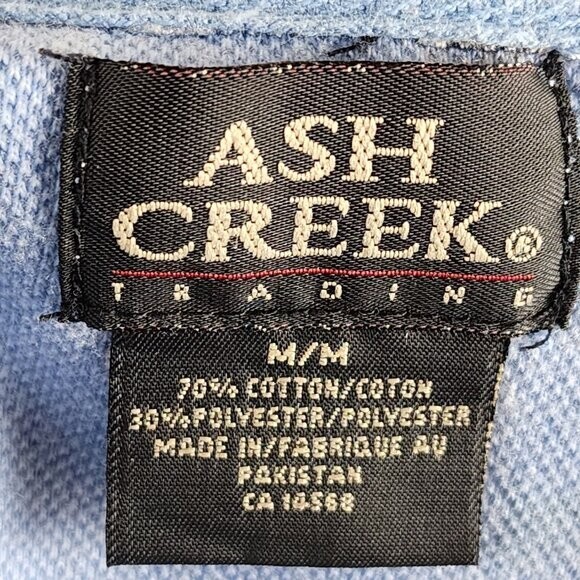 ASH
CREEK®
TRADING
M/M
70% COTTON/COTON
30% POLYESTER/POLYESTER
MADE IN/FABRIQUE AU
PAKISTAN
CA 14568